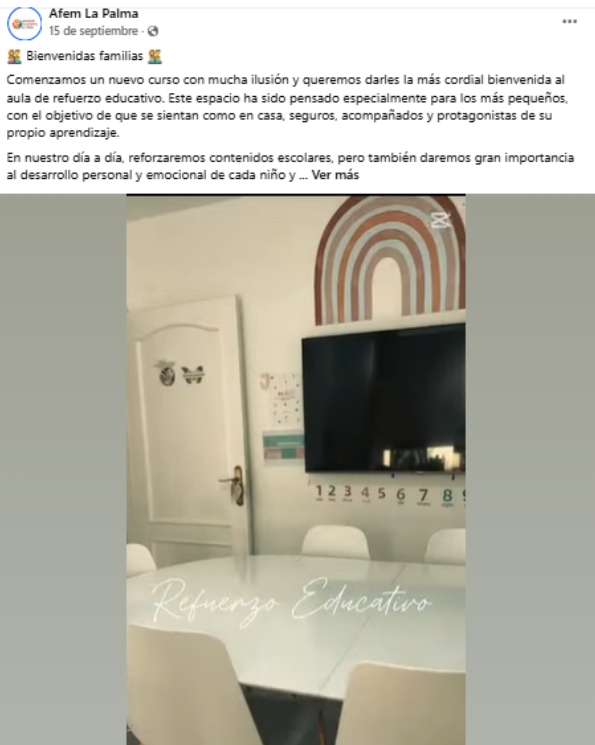 Afem La Palma
15 de septiembre ·
Bienvenidas familias
Comenzamos un nuevo curso con mucha ilusión y queremos darles la más cordial bienvenida al
aula de refuerzo educativo. Este espacio ha sido pensado especialmente para los más pequeños,
con el objetivo de que se sientan como en casa, seguros, acompañados y protagonistas de su
propio aprendizaje.
En nuestro día a día, reforzaremos contenidos escolares, pero también daremos gran importancia
al desarrollo personal y emocional de cada niño y ... Ver más
1 2 3 4 5 6 7 8
Refuerzo Educativo